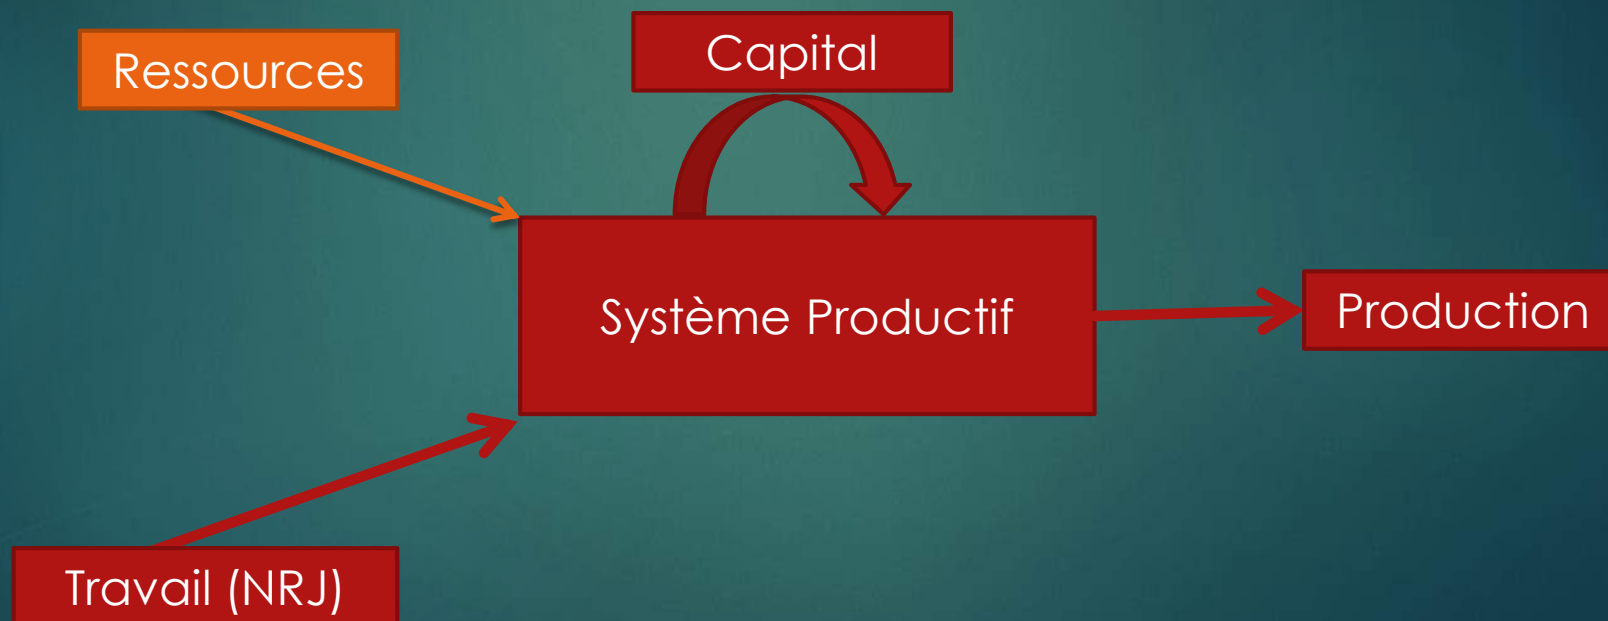 Ressources
Capital
Système Productif
Production
Travail (NRJ)